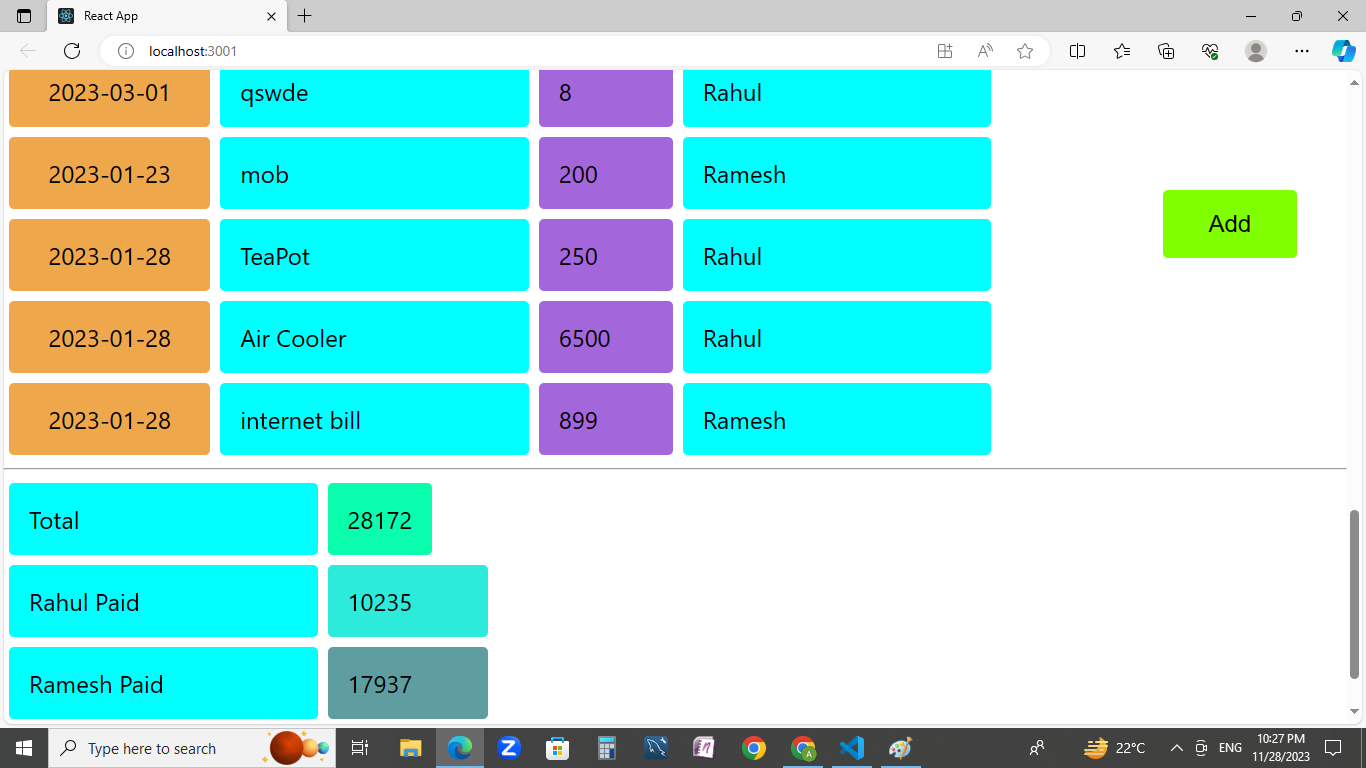 React App
localhost:3001
2023-03-01 qswde 8 Rahul
2023-01-23 mob 200 Ramesh
Add
2023-01-28 TeaPot 250 Rahul
2023-01-28 Air Cooler 6500 Rahul
2023-01-28 internet bill 899 Ramesh
Total 28172
Rahul Paid 10235
Ramesh Paid 17937
Type here to search
22°C
ENG
10:27 PM
11/28/2023